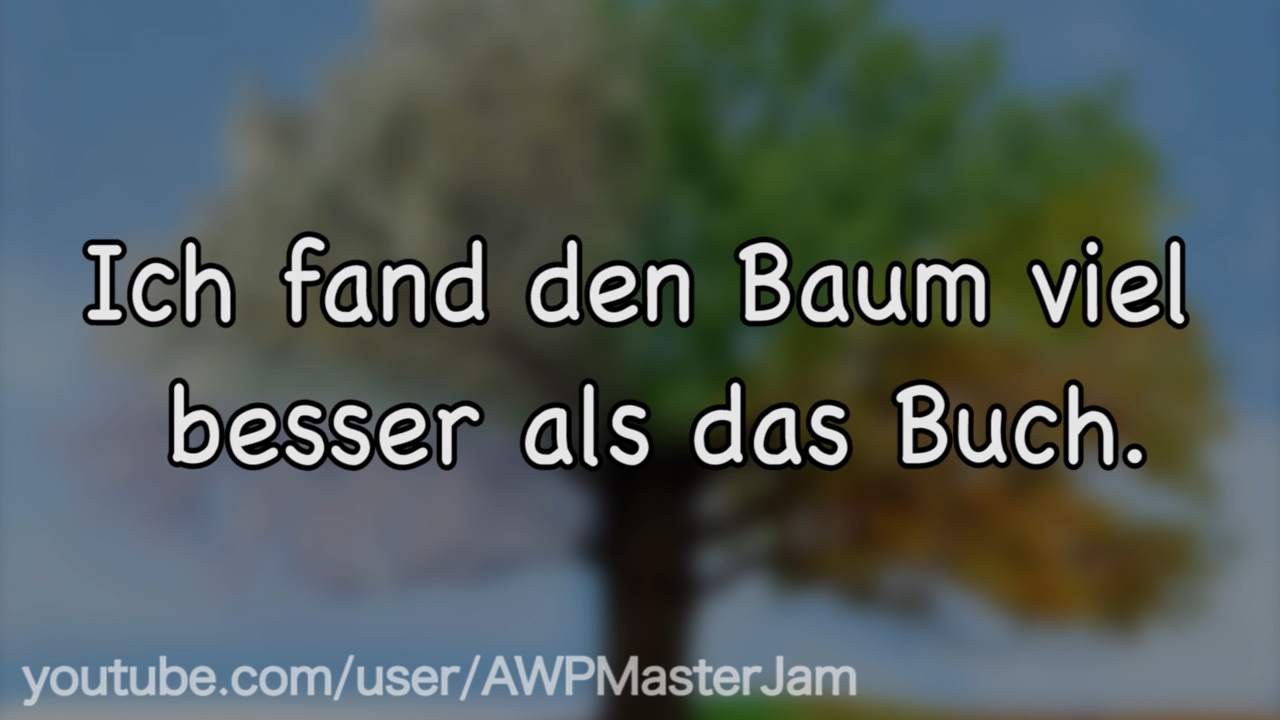 Ich fand den Baum viel
besser als das Buch.
youtube.com/user/AWPMasterJam